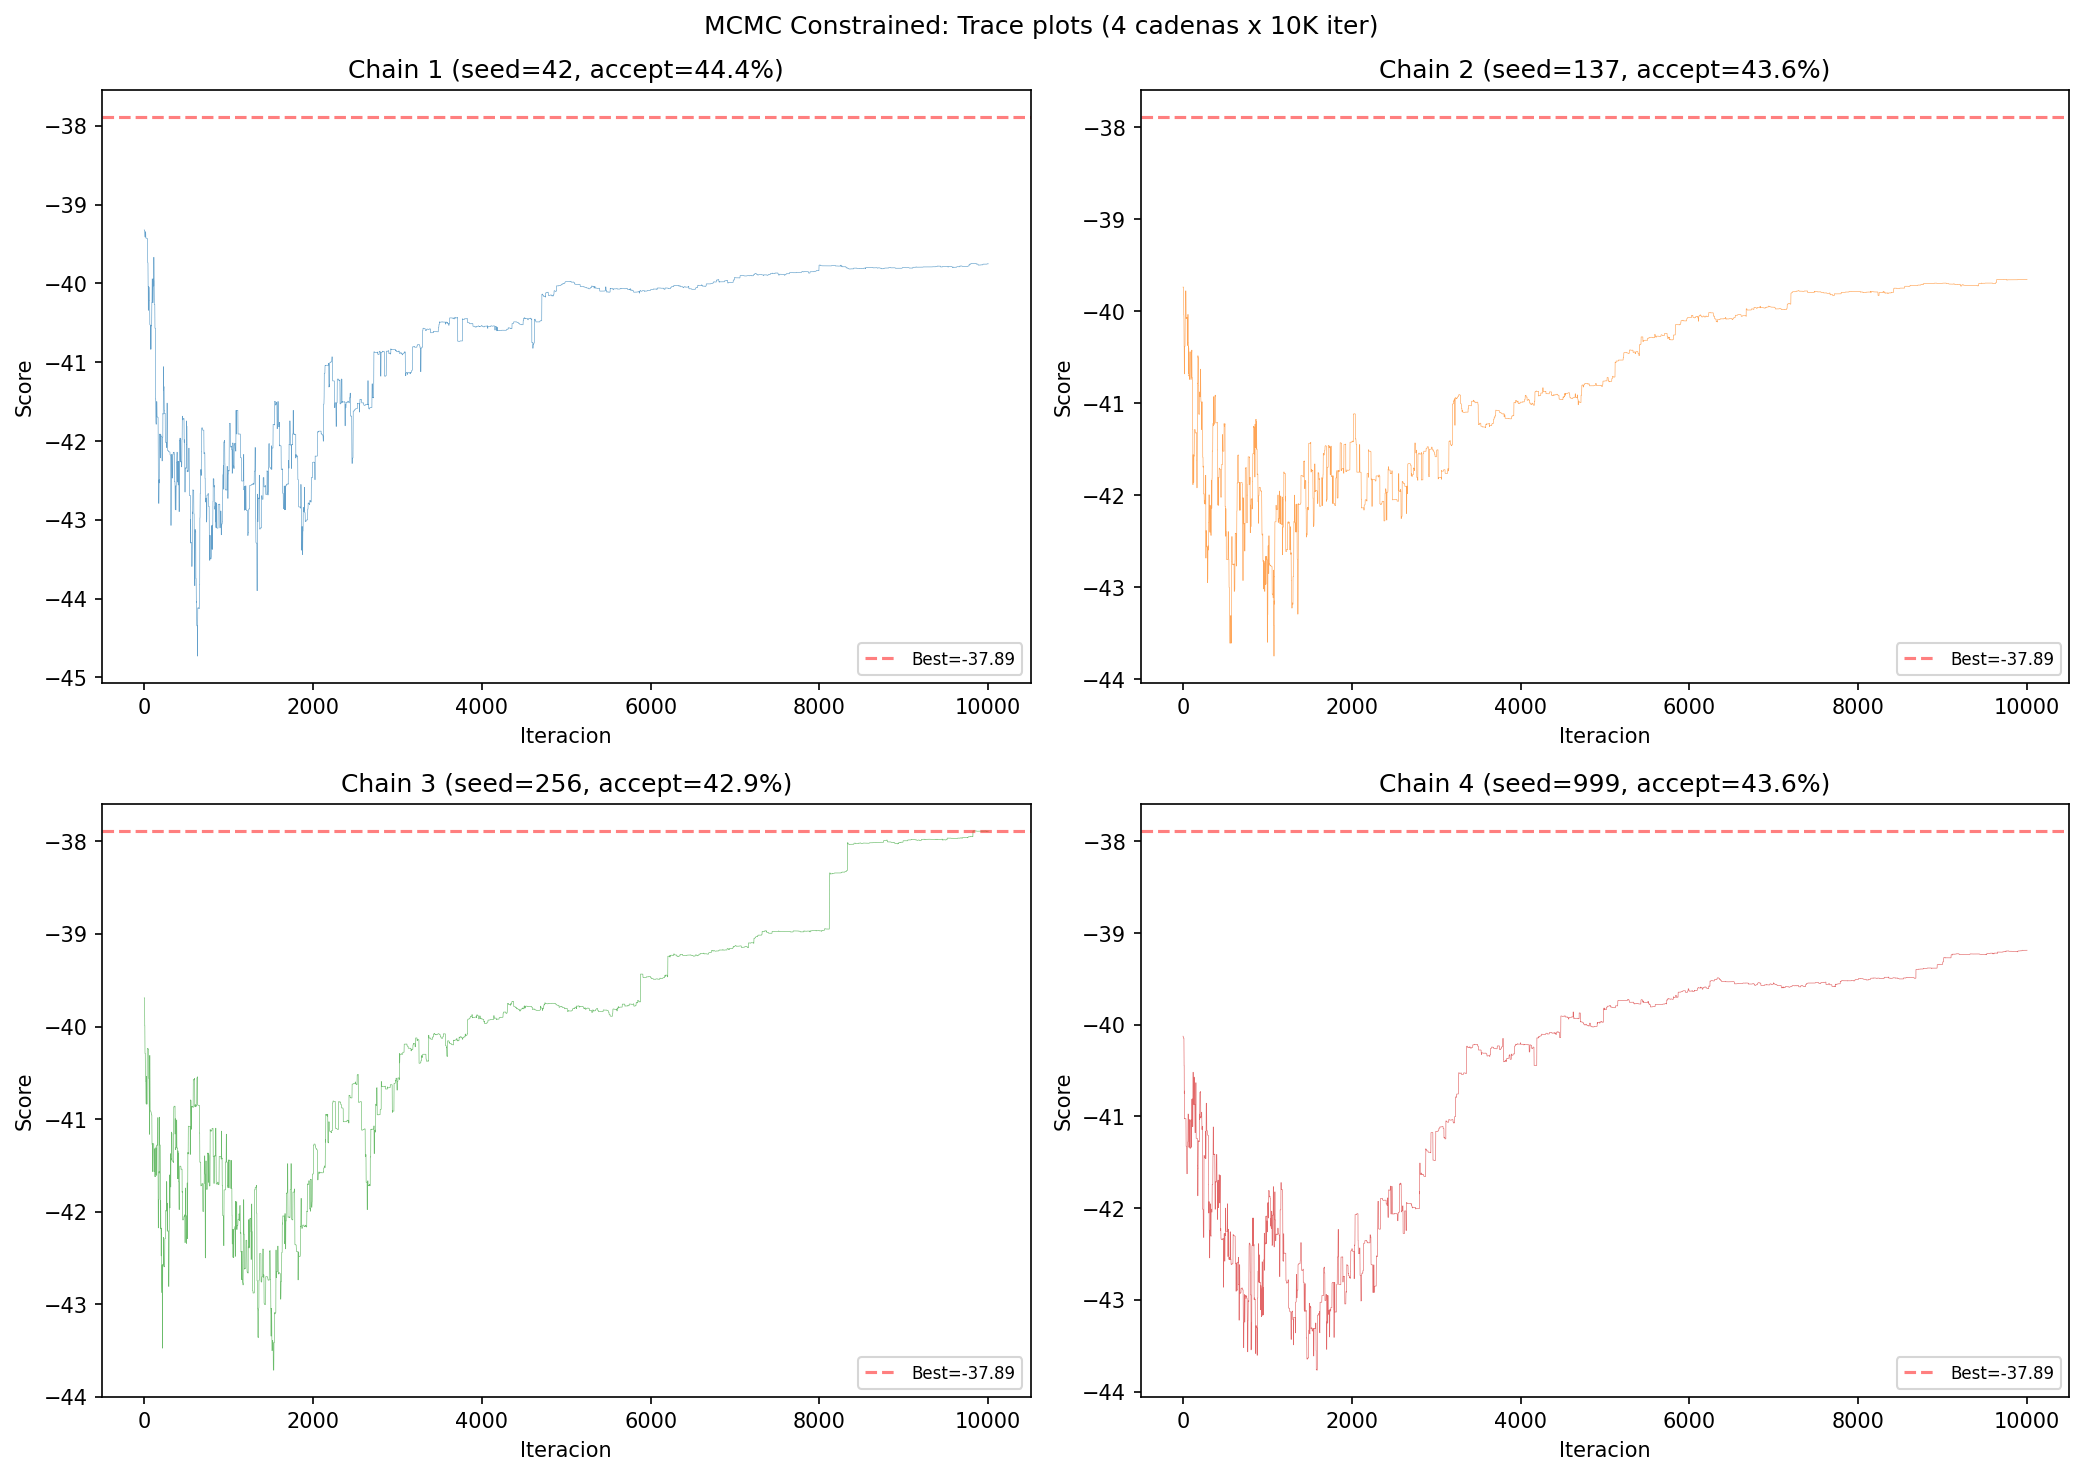 MCMC Constrained: Trace plots (4 cadenas x 10K iter)
Chain 1 (seed=42, accept=44.4%)
Score
−38
−39
−40
−41
−42
−43
−44
−45
0 2000 4000 6000 8000 10000
Iteracion
Best=-37.89
Chain 2 (seed=137, accept=43.6%)
Score
−38
−39
−40
−41
−42
−43
−44
0 2000 4000 6000 8000 10000
Iteracion
Best=-37.89
Chain 3 (seed=256, accept=42.9%)
Score
−38
−39
−40
−41
−42
−43
−44
0 2000 4000 6000 8000 10000
Iteracion
Best=-37.89
Chain 4 (seed=999, accept=43.6%)
Score
−38
−39
−40
−41
−42
−43
−44
0 2000 4000 6000 8000 10000
Iteracion
Best=-37.89